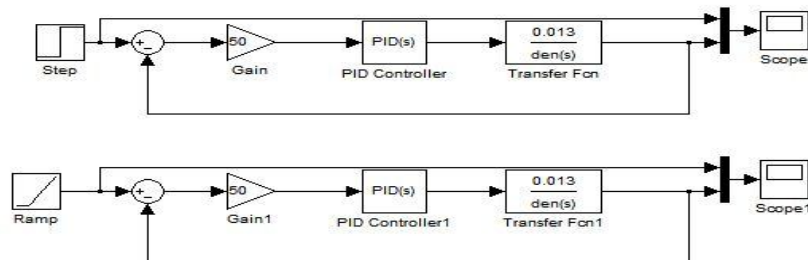 0.013
50
PID(s)
den(s)
Step
Gain
PID Controller
Transfer Fcn
Scope
0.013
50
PID(s)
den(s)
Ramp
Gain1
PID Controller1
Transfer Fcn1
Scope1